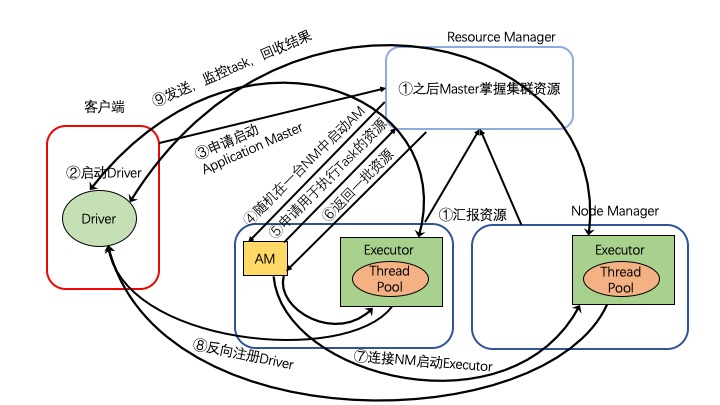 Resource Manager
①之后Master掌握集群资源
⑨发送，监控task，回收结果
客户端
③申请启动
Application Master
②启动Driver
Driver
④随机在一台NM中启动AM
⑤申请用于执行Task的资源
⑥返回一批资源
①汇报资源
Node Manager
AM
Executor
Thread
Pool
Executor
Thread
Pool
⑧反向注册Driver
⑦连接NM启动Executor